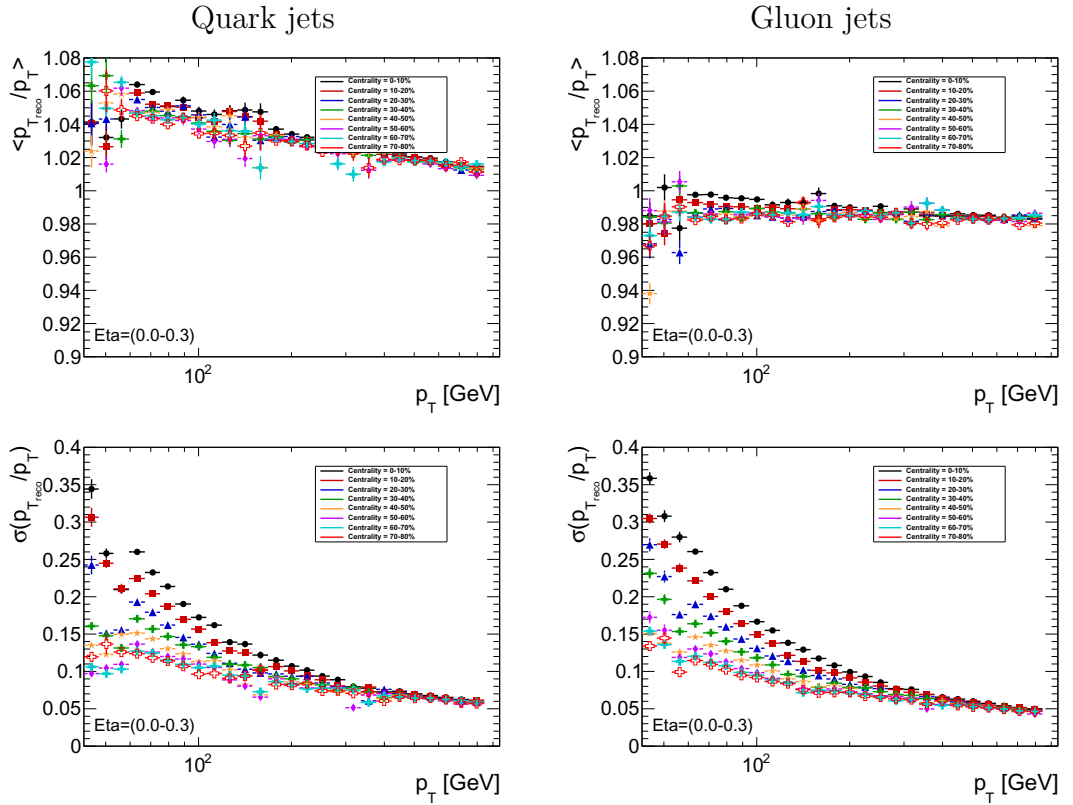 Quark jets
Gluon jets
<p_T_reco/p_T>
1.08
1.06
1.04
1.02
1
0.98
0.96
0.94
0.92
0.9
Centrality = 0-10%
Centrality = 10-20%
Centrality = 20-30%
Centrality = 30-40%
Centrality = 40-50%
Centrality = 50-60%
Centrality = 60-70%
Centrality = 70-80%
Eta=(0.0-0.3)
10^2
p_T [GeV]
<p_T_reco/p_T>
1.08
1.06
1.04
1.02
1
0.98
0.96
0.94
0.92
0.9
Centrality = 0-10%
Centrality = 10-20%
Centrality = 20-30%
Centrality = 30-40%
Centrality = 40-50%
Centrality = 50-60%
Centrality = 60-70%
Centrality = 70-80%
Eta=(0.0-0.3)
10^2
p_T [GeV]
σ(p_T_reco/p_T)
0.4
0.35
0.3
0.25
0.2
0.15
0.1
0.05
0
Centrality = 0-10%
Centrality = 10-20%
Centrality = 20-30%
Centrality = 30-40%
Centrality = 40-50%
Centrality = 50-60%
Centrality = 60-70%
Centrality = 70-80%
Eta=(0.0-0.3)
10^2
p_T [GeV]
σ(p_T_reco/p_T)
0.4
0.35
0.3
0.25
0.2
0.15
0.1
0.05
0
Centrality = 0-10%
Centrality = 10-20%
Centrality = 20-30%
Centrality = 30-40%
Centrality = 40-50%
Centrality = 50-60%
Centrality = 60-70%
Centrality = 70-80%
Eta=(0.0-0.3)
10^2
p_T [GeV]